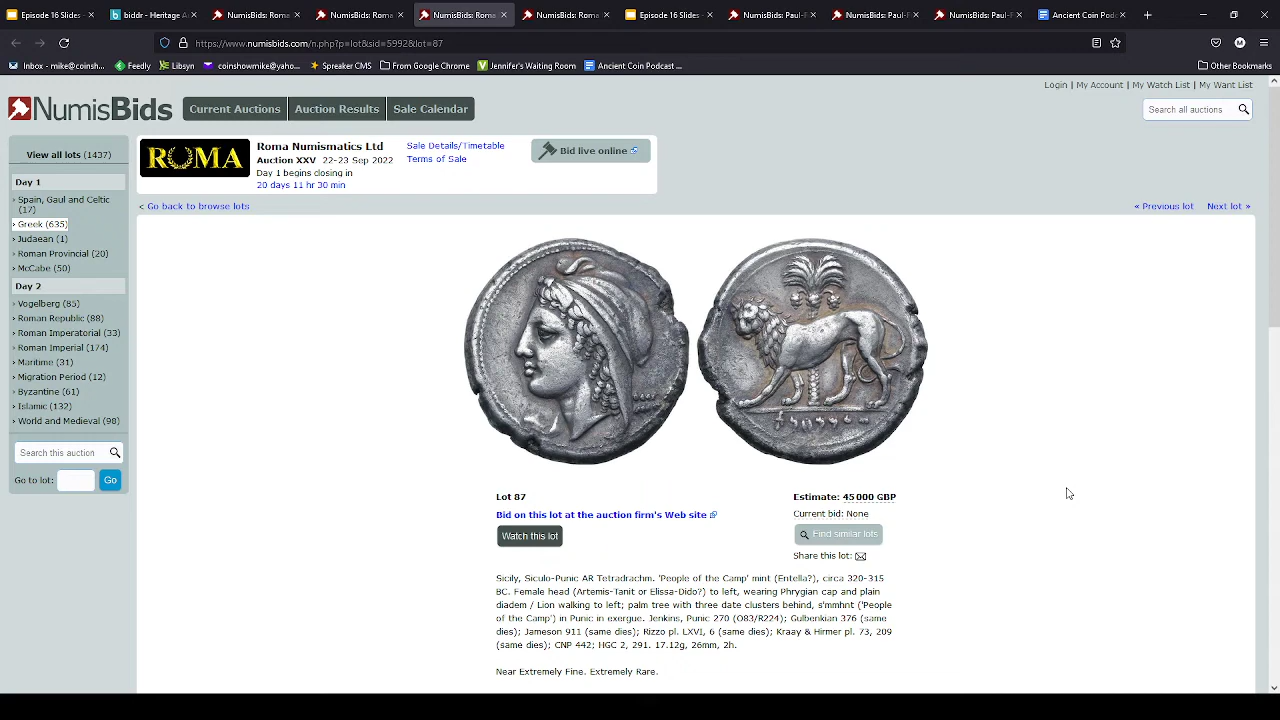 Episode 16 Slides -
biddr - Heritage A
NumisBids: Roma
NumisBids: Roma
NumisBids: Roma
NumisBids: Roma
Episode 16 Slides -
NumisBids: Paul-F
NumisBids: Paul-F
NumisBids: Paul-F
Ancient Coin Podc
https://www.numisbids.com/n.php?p=lot&sid=5992&lot=87
M
Inbox - mike@coinsh...
Feedly
Libsyn
coinshowmike@yaho...
Spreaker CMS
From Google Chrome
Jennifer's Waiting Room
Ancient Coin Podcast ...
Other Bookmarks
Login | My Account | My Watch List | My Want List
NumisBids
Current Auctions
Auction Results
Sale Calendar
Search all auctions
View all lots (1437)
Day 1
Spain, Gaul and Celtic
(17)
Greek (635)
Judaean (1)
Roman Provincial (20)
McCabe (50)
Day 2
Vogelberg (85)
Roman Republic (88)
Roman Imperatorial (33)
Roman Imperial (174)
Maritime (31)
Migration Period (12)
Byzantine (61)
Islamic (132)
World and Medieval (98)
Search this auction
Go to lot:
Go
ROMA
Roma Numismatics Ltd
Auction XXV 22-23 Sep 2022
Day 1 begins closing in
20 days 11 hr 30 min
Sale Details/Timetable
Terms of Sale
Bid live online
< Go back to browse lots
« Previous lot
Next lot »
Lot 87
Bid on this lot at the auction firm's Web site
Watch this lot
Estimate: 45 000 GBP
Current bid: None
Find similar lots
Share this lot:
Sicily, Siculo-Punic AR Tetradrachm. 'People of the Camp' mint (Entella?), circa 320-315
BC. Female head (Artemis-Tanit or Elissa-Dido?) to left, wearing Phrygian cap and plain
diadem / Lion walking to left; palm tree with three date clusters behind, s'mmhnt ('People
of the Camp') in Punic in exergue. Jenkins, Punic 270 (O83/R224); Gulbenkian 376 (same
dies); Jameson 911 (same dies); Rizzo pl. LXVI, 6 (same dies); Kraay & Hirmer pl. 73, 209
(same dies); CNP 442; HGC 2, 291. 17.12g, 26mm, 2h.
Near Extremely Fine. Extremely Rare.